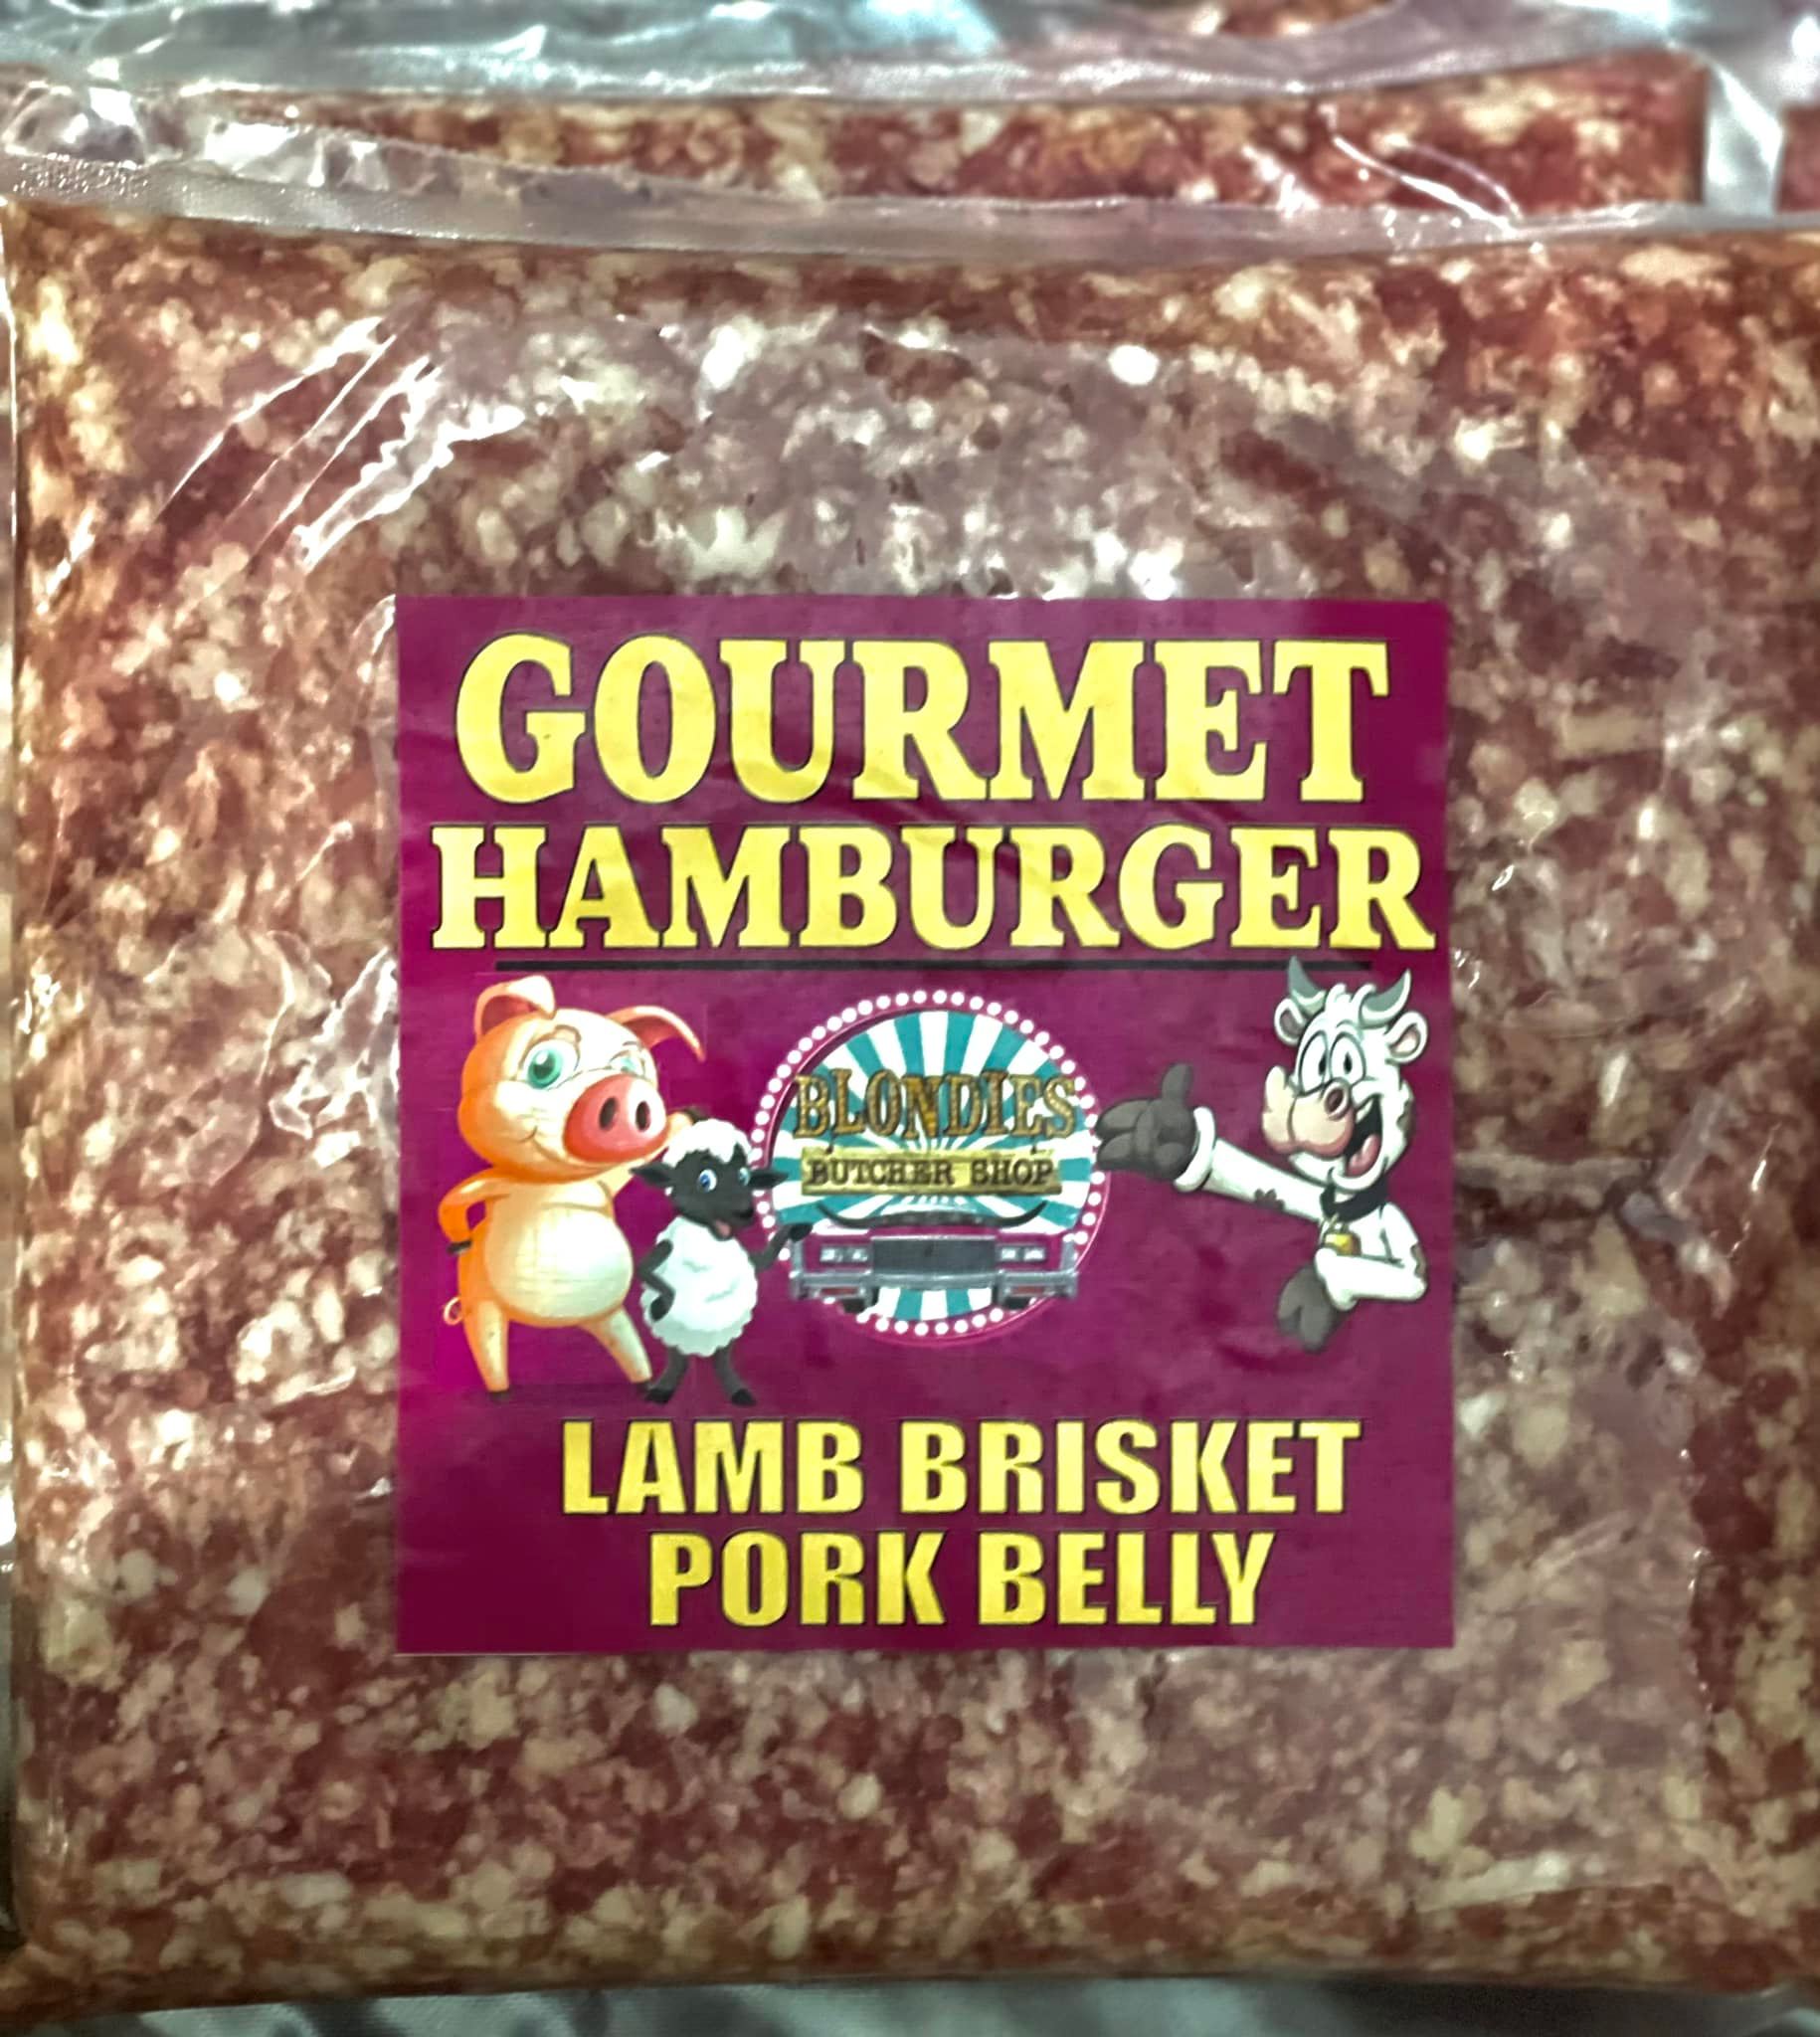 GOURMET
HAMBURGER
BLONDIES
BUTCHER SHOP
LAMB BRISKET
PORK BELLY